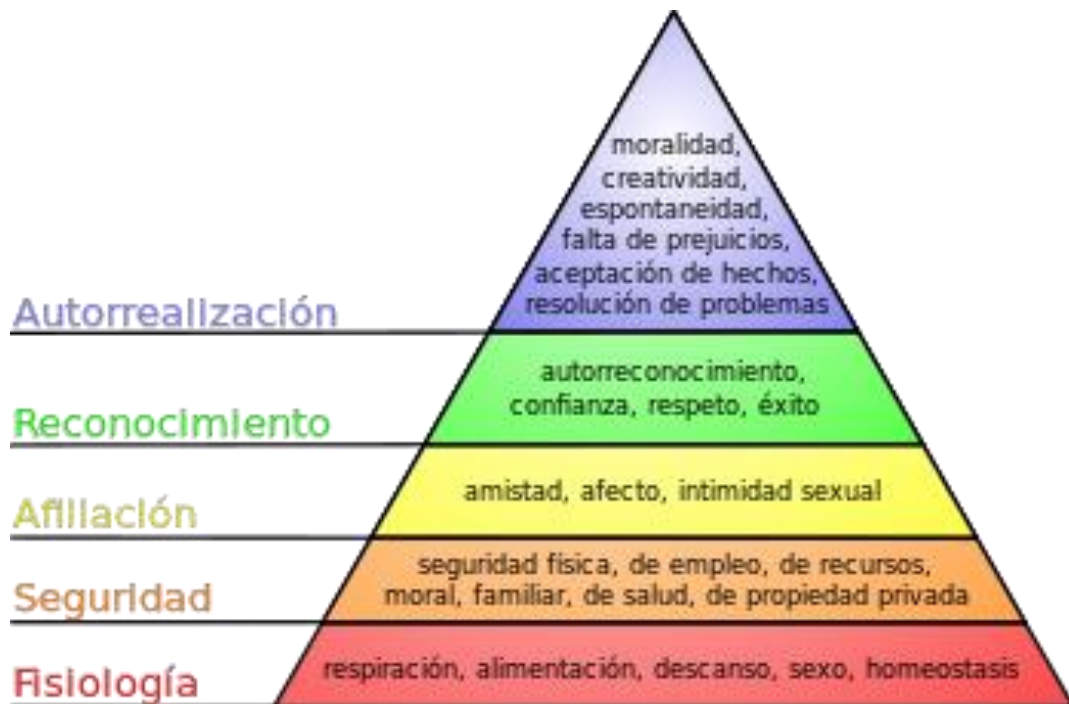 moralidad,
creatividad,
espontaneidad,
falta de prejuicios,
aceptación de hechos,
resolución de problemas
Autorrealización
autorreconocimiento,
confianza, respeto, éxito
Reconocimiento
amistad, afecto, intimidad sexual
Afiliación
seguridad física, de empleo, de recursos,
moral, familiar, de salud, de propiedad privada
Seguridad
respiración, alimentación, descanso, sexo, homeostasis
Fisiología